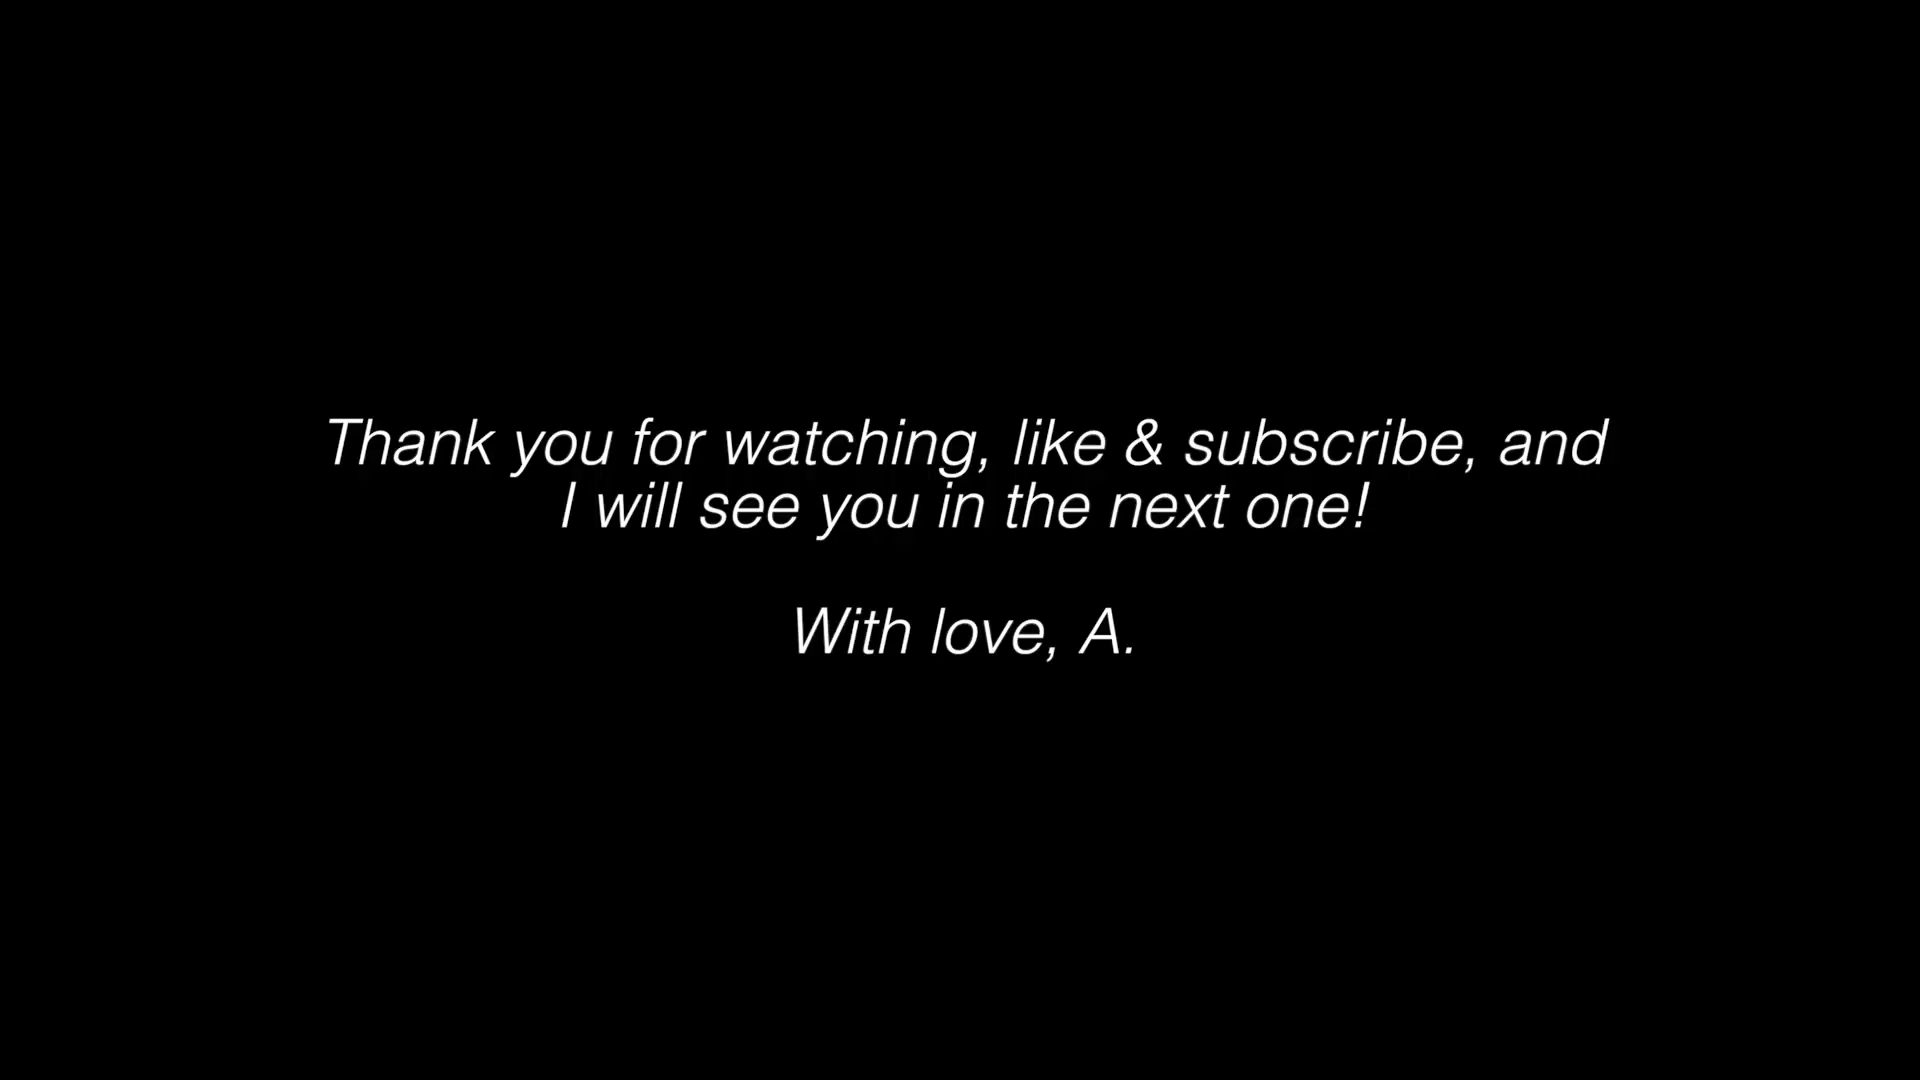 Thank you for watching, like & subscribe, and
I will see you in the next one!
With love, A.